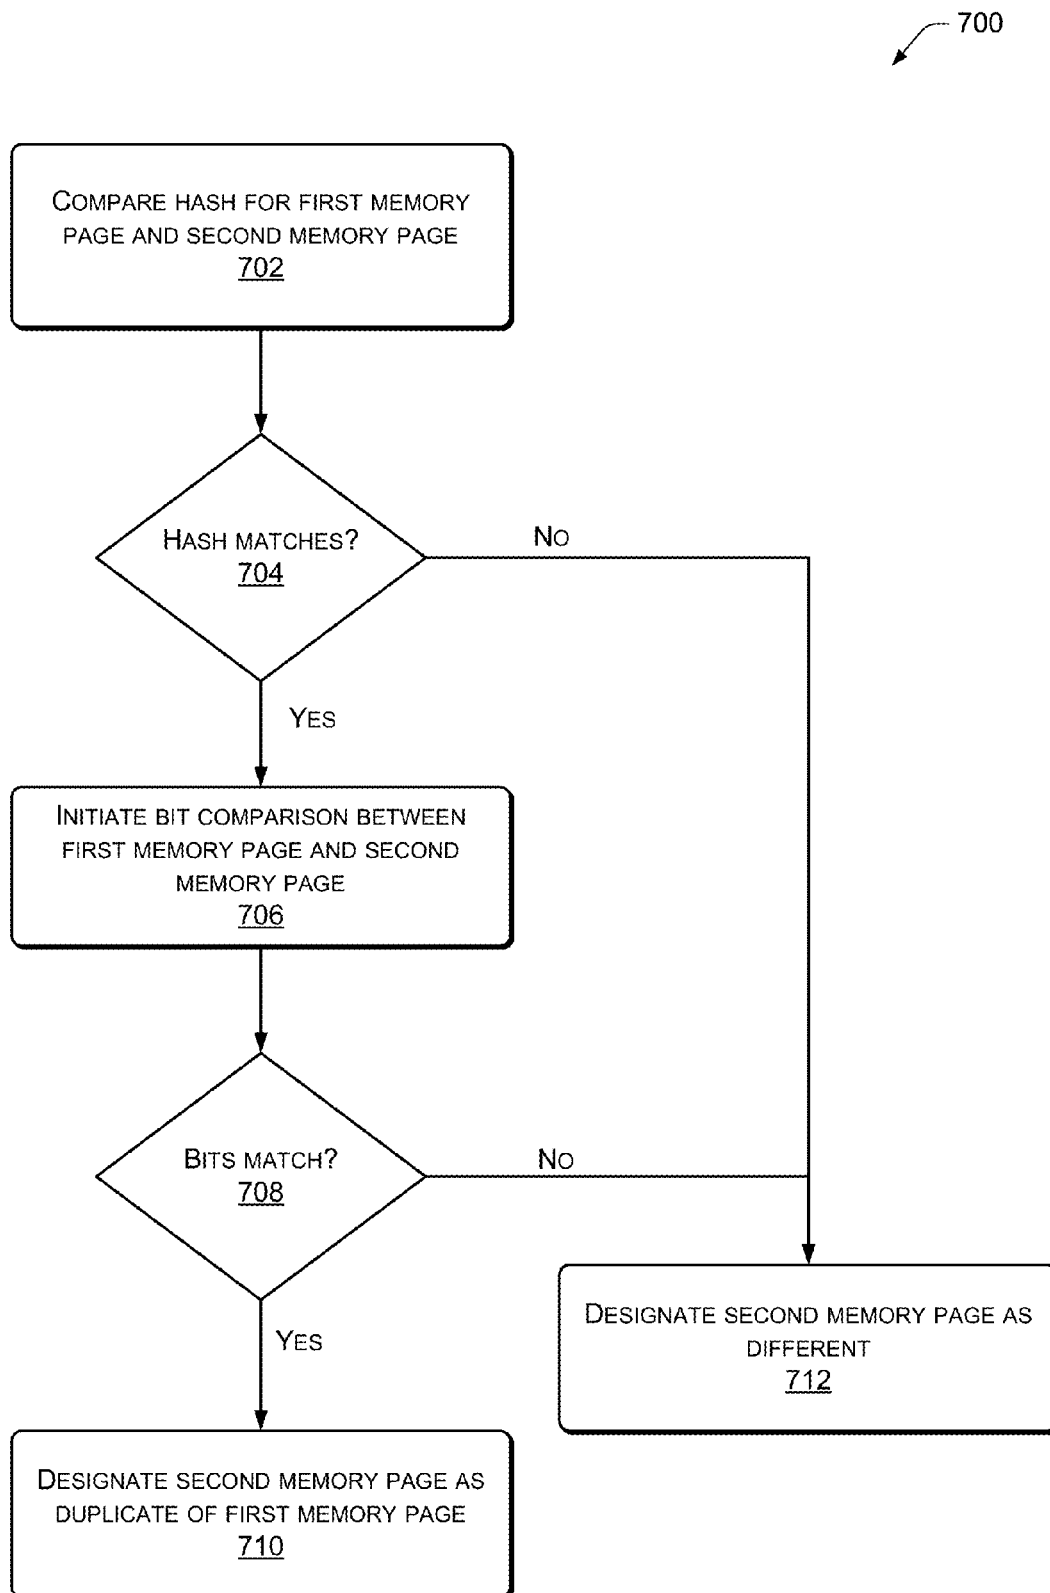 700
COMPARE HASH FOR FIRST MEMORY
PAGE AND SECOND MEMORY PAGE
702
HASH MATCHES?
704
NO
YES
INITIATE BIT COMPARISON BETWEEN
FIRST MEMORY PAGE AND SECOND
MEMORY PAGE
706
BITS MATCH?
708
NO
YES
DESIGNATE SECOND MEMORY PAGE AS
DIFFERENT
712
DESIGNATE SECOND MEMORY PAGE AS
DUPLICATE OF FIRST MEMORY PAGE
710